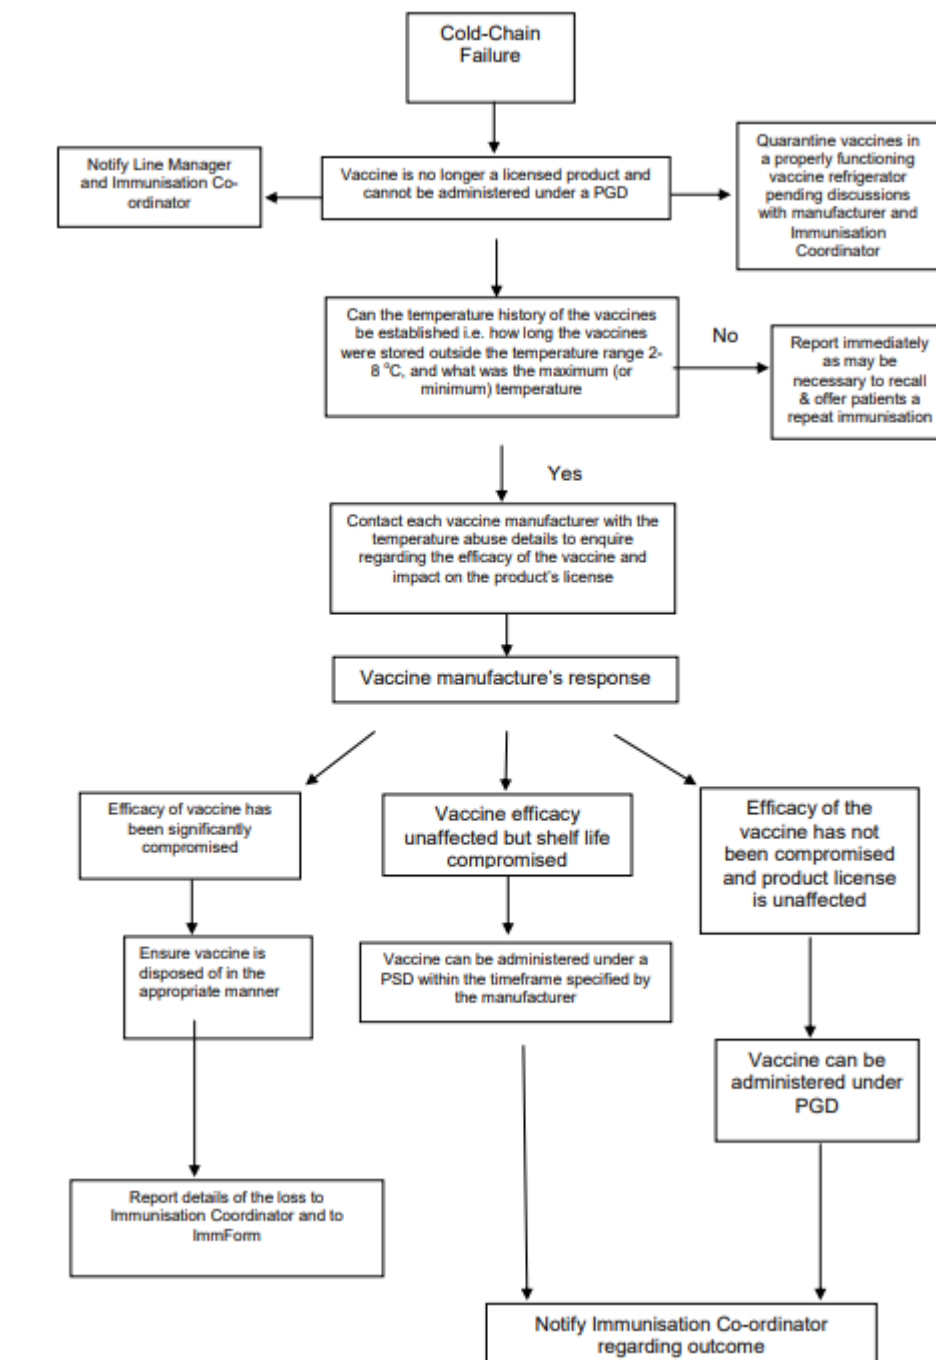 Cold-Chain
Failure
Notify Line Manager
and Immunisation Co-
ordinator
Vaccine is no longer a licensed product and
cannot be administered under a PGD
Quarantine vaccines in
a properly functioning
vaccine refrigerator
pending discussions
with manufacturer and
Immunisation
Coordinator
Can the temperature history of the vaccines
be established i.e. how long the vaccines
were stored outside the temperature range 2-
8 °C, and what was the maximum (or
minimum) temperature
No
Report immediately
as may be
necessary to recall
& offer patients a
repeat immunisation
Yes
Contact each vaccine manufacturer with the
temperature abuse details to enquire
regarding the efficacy of the vaccine and
impact on the product's license
Vaccine manufacture's response
Efficacy of vaccine has
been significantly
compromised
Vaccine efficacy
unaffected but shelf life
compromised
Efficacy of the
vaccine has not
been compromised
and product license
is unaffected
Ensure vaccine is
disposed of in the
appropriate manner
Vaccine can be administered under a
PSD within the timeframe specified by
the manufacturer
Vaccine can be
administered under
PGD
Report details of the loss to
Immunisation Coordinator and to
ImmForm
Notify Immunisation Co-ordinator
regarding outcome